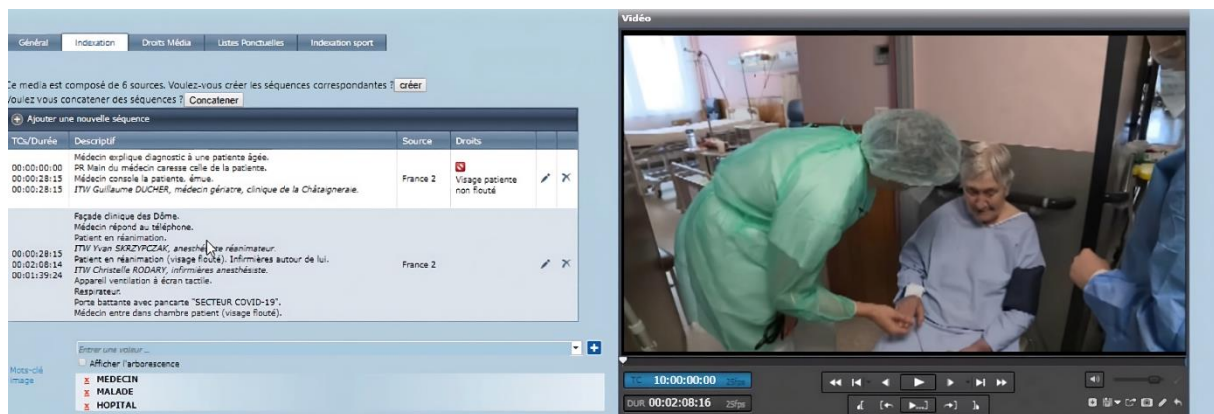 Général Indexation Droits Média Listes Ponctuelles Indexation sport
Ce media est composé de 6 sources. Voulez-vous créer les séquences correspondantes ? créer
Voulez vous concatener des séquences ? Concatener
Ajouter une nouvelle séquence
TCs/Durée Descriptif Source Droits
00:00:00:00
00:00:28:15
00:00:28:15
Médecin explique diagnostic à une patiente âgée.
PR Main du médecin caresse celle de la patiente.
Médecin console la patiente, émue.
ITW Guillaume DUCHER, médecin gériatre, clinique de la Châtaigneraie.
France 2
Visage patiente
non flouté
00:00:28:15
00:02:08:14
00:01:39:24
Façade clinique des Dôme.
Médecin répond au téléphone.
Patient en réanimation.
ITW Yvan SKRZYPCZAK, anesthésiste réanimateur.
Patient en réanimation (visage flouté). Infirmières autour de lui.
ITW Christelle RODARY, infirmières anesthésiste.
Appareil ventilation à écran tactile.
Respirateur.
Porte battante avec pancarte "SECTEUR COVID-19".
Médecin entre dans chambre patient (visage flouté).
France 2
Mots-clé
image
Entrer une valeur ...
Afficher l'arborescence
x MEDECIN
x MALADE
x HOPITAL
Vidéo
TC 10:00:00:00 25fps
DUR 00:02:08:16 25fps